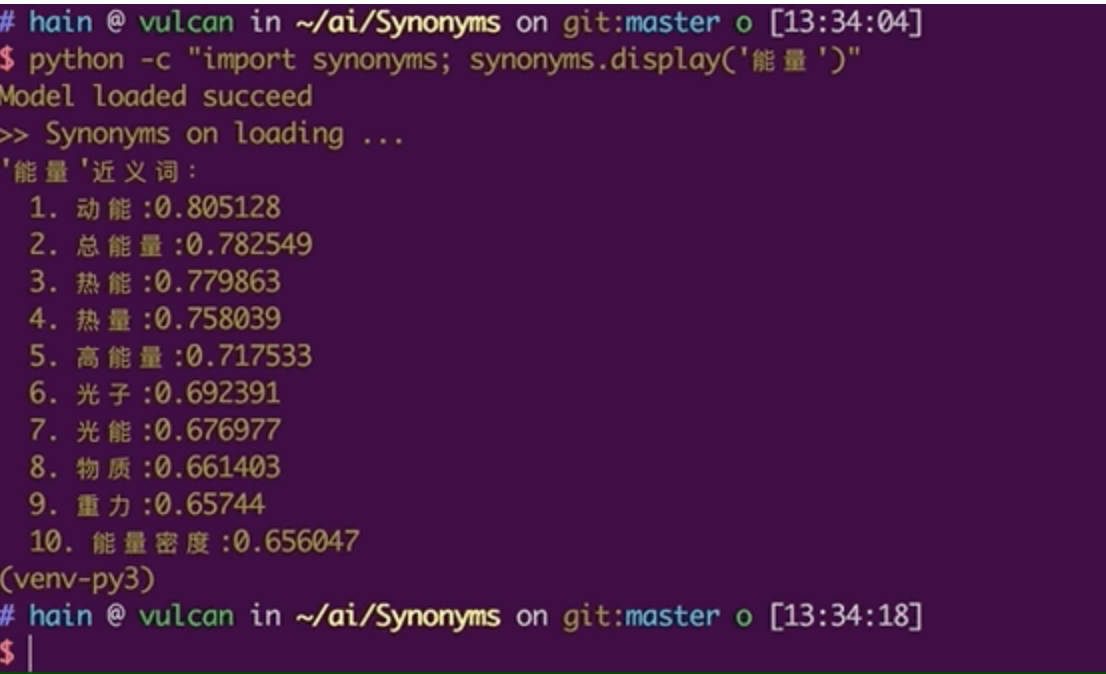 # hain @ vulcan in ~/ai/Synonyms on git:master o [13:34:04]
$ python -c "import synonyms; synonyms.display('能量')"
Model loaded succeed
>> Synonyms on loading ...
'能量'近义词：
1. 动能:0.805128
2. 总能量:0.782549
3. 热能:0.779863
4. 热量:0.758039
5. 高能量:0.717533
6. 光子:0.692391
7. 光能:0.676977
8. 物质:0.661403
9. 重力:0.65744
10. 能量密度:0.656047
(venv-py3)
# hain @ vulcan in ~/ai/Synonyms on git:master o [13:34:18]
$